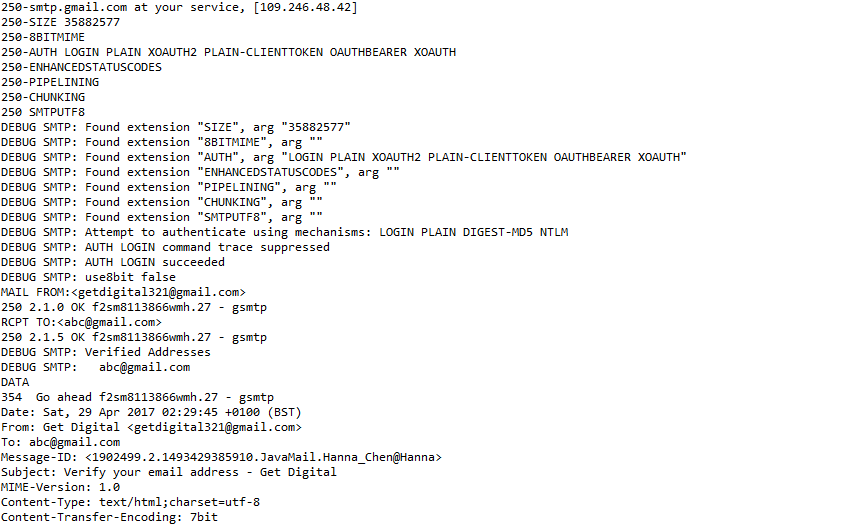 250-smtp.gmail.com at your service, [109.246.48.42]
250-SIZE 35882577
250-8BITMIME
250-AUTH LOGIN PLAIN XOAUTH2 PLAIN-CLIENTTOKEN OAUTHBEARER XOAUTH
250-ENHANCEDSTATUSCODES
250-PIPELINING
250-CHUNKING
250 SMTPUTF8
DEBUG SMTP: Found extension "SIZE", arg "35882577"
DEBUG SMTP: Found extension "8BITMIME", arg ""
DEBUG SMTP: Found extension "AUTH", arg "LOGIN PLAIN XOAUTH2 PLAIN-CLIENTTOKEN OAUTHBEARER XOAUTH"
DEBUG SMTP: Found extension "ENHANCEDSTATUSCODES", arg ""
DEBUG SMTP: Found extension "PIPELINING", arg ""
DEBUG SMTP: Found extension "CHUNKING", arg ""
DEBUG SMTP: Found extension "SMTPUTF8", arg ""
DEBUG SMTP: Attempt to authenticate using mechanisms: LOGIN PLAIN DIGEST-MD5 NTLM
DEBUG SMTP: AUTH LOGIN command trace suppressed
DEBUG SMTP: AUTH LOGIN succeeded
DEBUG SMTP: use8bit false
MAIL FROM:<getdigital321@gmail.com>
250 2.1.0 OK f2sm8113866wmh.27 - gsmtp
RCPT TO:<abc@gmail.com>
250 2.1.5 OK f2sm8113866wmh.27 - gsmtp
DEBUG SMTP: Verified Addresses
DEBUG SMTP:   abc@gmail.com
DATA
354  Go ahead f2sm8113866wmh.27 - gsmtp
Date: Sat, 29 Apr 2017 02:29:45 +0100 (BST)
From: Get Digital <getdigital321@gmail.com>
To: abc@gmail.com
Message-ID: <1902499.2.1493429385910.JavaMail.Hanna_Chen@Hanna>
Subject: Verify your email address - Get Digital
MIME-Version: 1.0
Content-Type: text/html;charset=utf-8
Content-Transfer-Encoding: 7bit